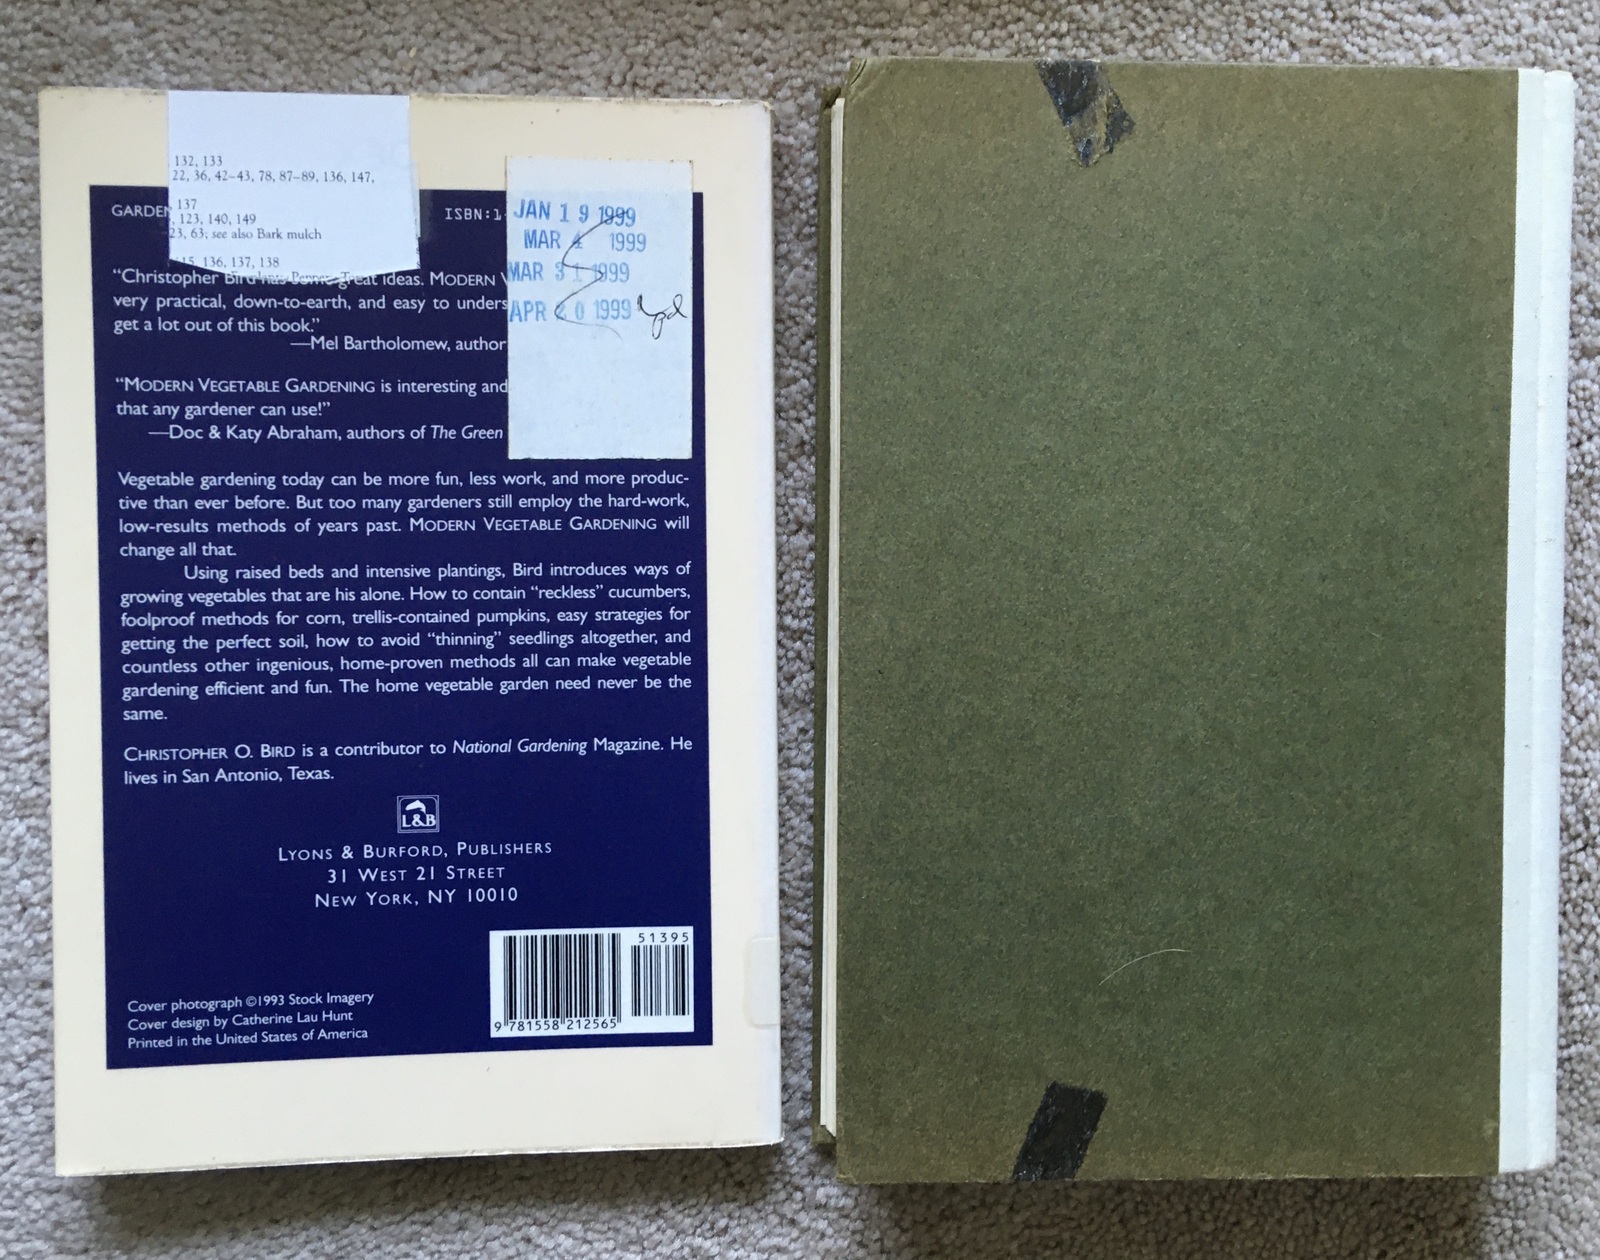 132, 133
22, 36, 42–43, 78, 87–89, 136, 147,
137
, 123, 140, 149
23, 63; see also Bark mulch
15, 136, 137, 138
GARDEN
ISBN:1-
JAN 19 1999
MAR 4 1999
MAR 31 1999
APR 20 1999
“Christopher Bird has some great ideas. MODERN V
very practical, down-to-earth, and easy to unders
get a lot out of this book.”
—Mel Bartholomew, author
“MODERN VEGETABLE GARDENING is interesting and
that any gardener can use!”
—Doc & Katy Abraham, authors of The Green
Vegetable gardening today can be more fun, less work, and more produc-
tive than ever before. But too many gardeners still employ the hard-work,
low-results methods of years past. MODERN VEGETABLE GARDENING will
change all that.
Using raised beds and intensive plantings, Bird introduces ways of
growing vegetables that are his alone. How to contain “reckless” cucumbers,
foolproof methods for corn, trellis-contained pumpkins, easy strategies for
getting the perfect soil, how to avoid “thinning” seedlings altogether, and
countless other ingenious, home-proven methods all can make vegetable
gardening efficient and fun. The home vegetable garden need never be the
same.
CHRISTOPHER O. BIRD is a contributor to National Gardening Magazine. He
lives in San Antonio, Texas.
L&B
LYONS & BURFORD, PUBLISHERS
31 WEST 21 STREET
NEW YORK, NY 10010
51395
9 781558 212565
Cover photograph ©1993 Stock Imagery
Cover design by Catherine Lau Hunt
Printed in the United States of America